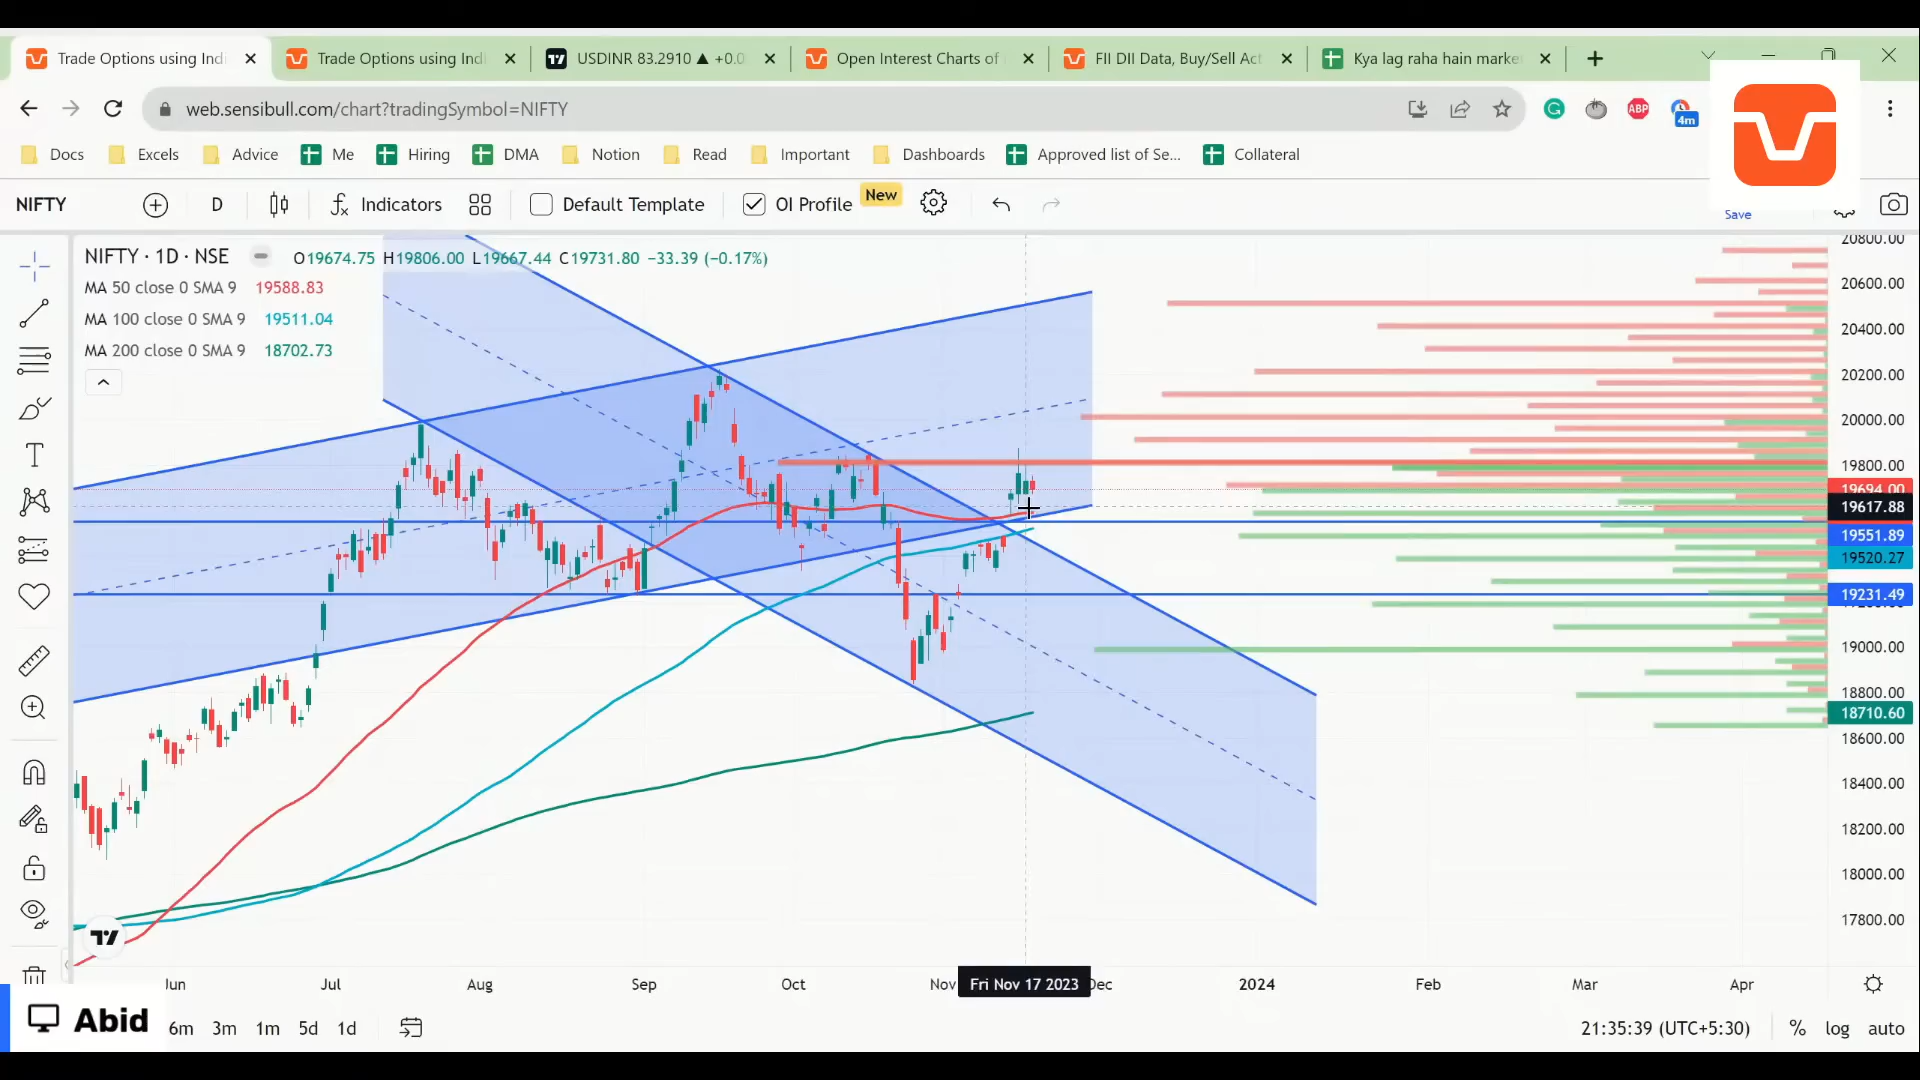 Trade Options using Indi
Trade Options using Indi
USDINR 83.2910 ▲ +0.0
Open Interest Charts of
FII DII Data, Buy/Sell Act
Kya lag raha hain marke
web.sensibull.com/chart?tradingSymbol=NIFTY
ABP
4m
Docs
Excels
Advice
Me
Hiring
DMA
Notion
Read
Important
Dashboards
Approved list of Se...
Collateral
NIFTY
D
Indicators
Default Template
OI Profile
New
Save
NIFTY · 1D · NSE
O19674.75 H19806.00 L19667.44 C19731.80 −33.39 (−0.17%)
MA 50 close 0 SMA 9 19588.83
MA 100 close 0 SMA 9 19511.04
MA 200 close 0 SMA 9 18702.73
20800.00
20600.00
20400.00
20200.00
20000.00
19800.00
19694.00
19617.88
19551.89
19520.27
19231.49
19000.00
18800.00
18710.60
18600.00
18400.00
18200.00
18000.00
17800.00
Jun
Jul
Aug
Sep
Oct
Nov
Fri Nov 17 2023
Dec
2024
Feb
Mar
Apr
Abid
6m
3m
1m
5d
1d
21:35:39 (UTC+5:30)
%
log
auto